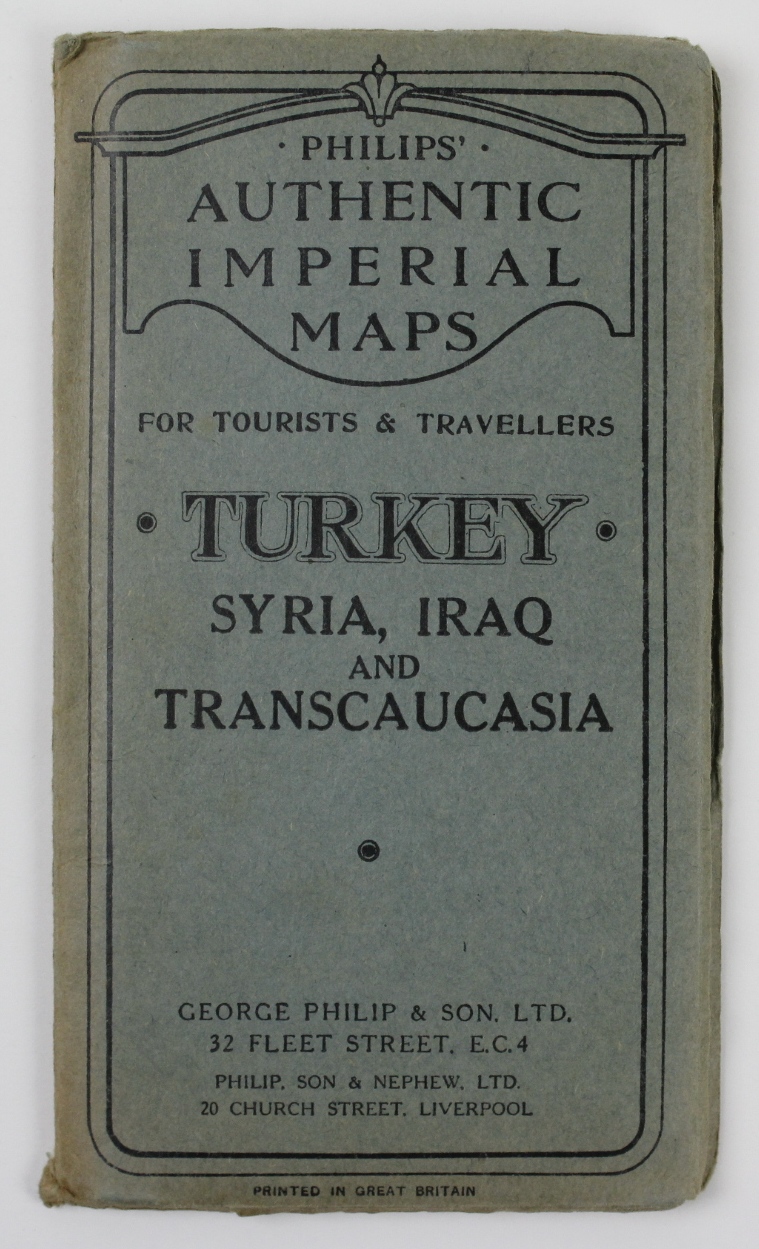 · PHILIPS' ·
AUTHENTIC
IMPERIAL
MAPS
FOR TOURISTS & TRAVELLERS
TURKEY
SYRIA, IRAQ
AND
TRANSCAUCASIA
GEORGE PHILIP & SON, LTD.
32 FLEET STREET, E.C.4
PHILIP, SON & NEPHEW, LTD.
20 CHURCH STREET, LIVERPOOL
PRINTED IN GREAT BRITAIN